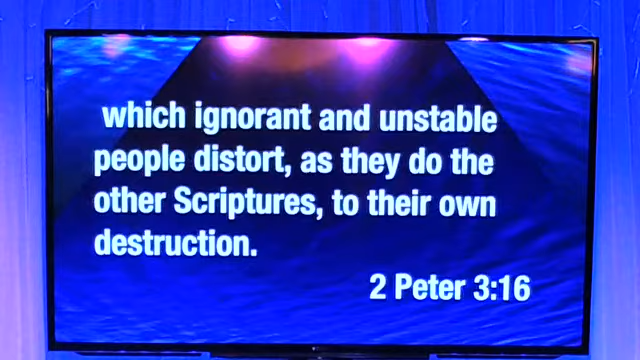 which ignorant and unstable
people distort, as they do the
other Scriptures, to their own
destruction.
2 Peter 3:16